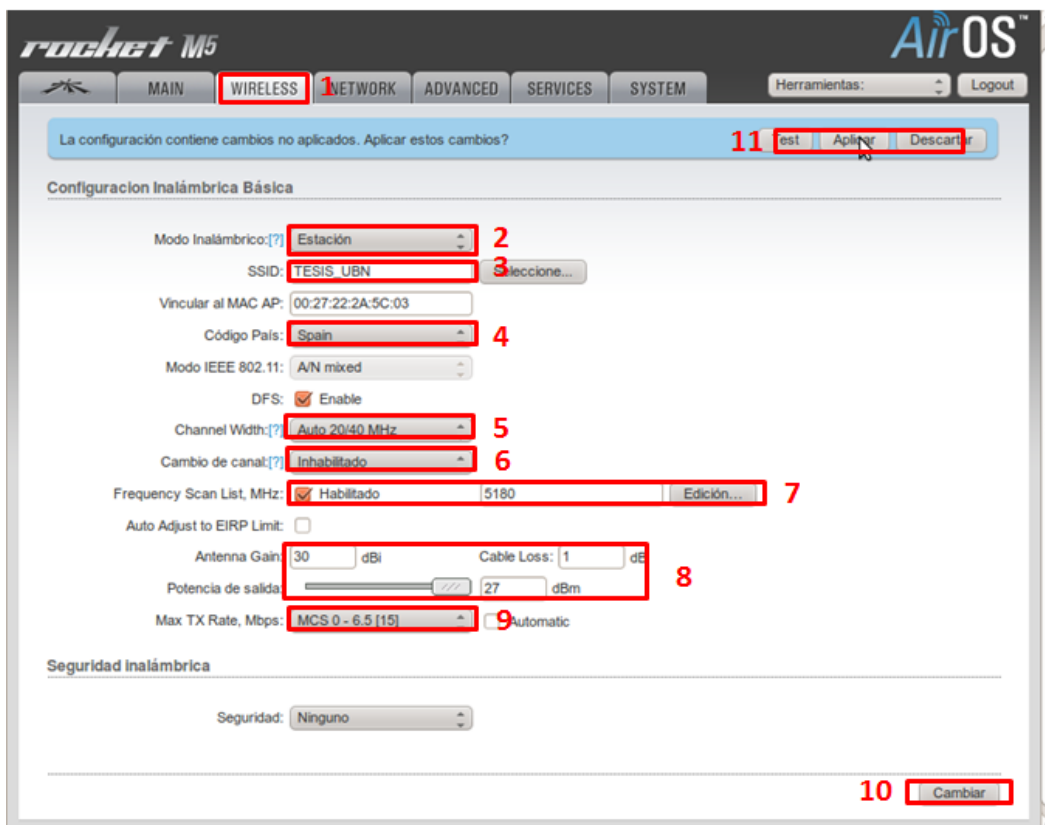 rocket M5
AirOS™
MAIN WIRELESS 1 NETWORK ADVANCED SERVICES SYSTEM Herramientas: Logout
La configuración contiene cambios no aplicados. Aplicar estos cambios? 11 Test Aplicar Descartar
Configuracion Inalámbrica Básica
Modo Inalámbrico:[?] Estación 2
SSID: TESIS_UBN 3 Seleccione...
Vincular al MAC AP: 00:27:22:2A:5C:03
Código País: Spain 4
Modo IEEE 802.11: A/N mixed
DFS: Enable
Channel Width:[?] Auto 20/40 MHz 5
Cambio de canal:[?] Inhabilitado 6
Frequency Scan List, MHz: Habilitado 5180 Edición... 7
Auto Adjust to EIRP Limit:
Antenna Gain: 30 dBi Cable Loss: 1 dB
8
Potencia de salida: 27 dBm
Max TX Rate, Mbps: MCS 0 - 6.5 [15] 9 Automatic
Seguridad inalámbrica
Seguridad: Ninguno
10 Cambiar